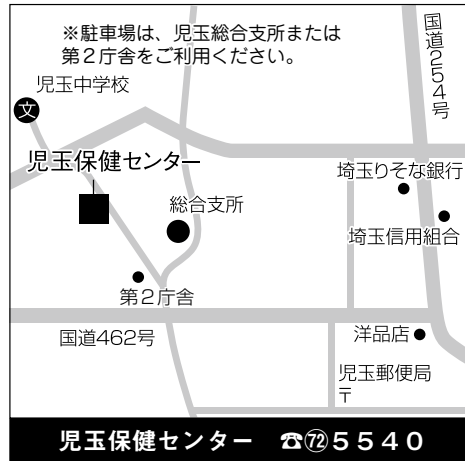 ※駐車場は、児玉総合支所または
第２庁舎をご利用ください。
国道254号
児玉中学校
文
児玉保健センター
埼玉りそな銀行
総合支所
埼玉信用組合
第２庁舎
国道462号
洋品店
児玉郵便局
〒
児玉保健センター ☎㉒５５４０